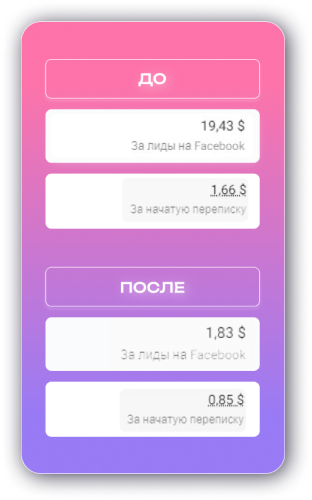 ДО
19,43 $
За лиды на Facebook
1,66 $
За начатую переписку
ПОСЛЕ
1,83 $
За лиды на Facebook
0,85 $
За начатую переписку